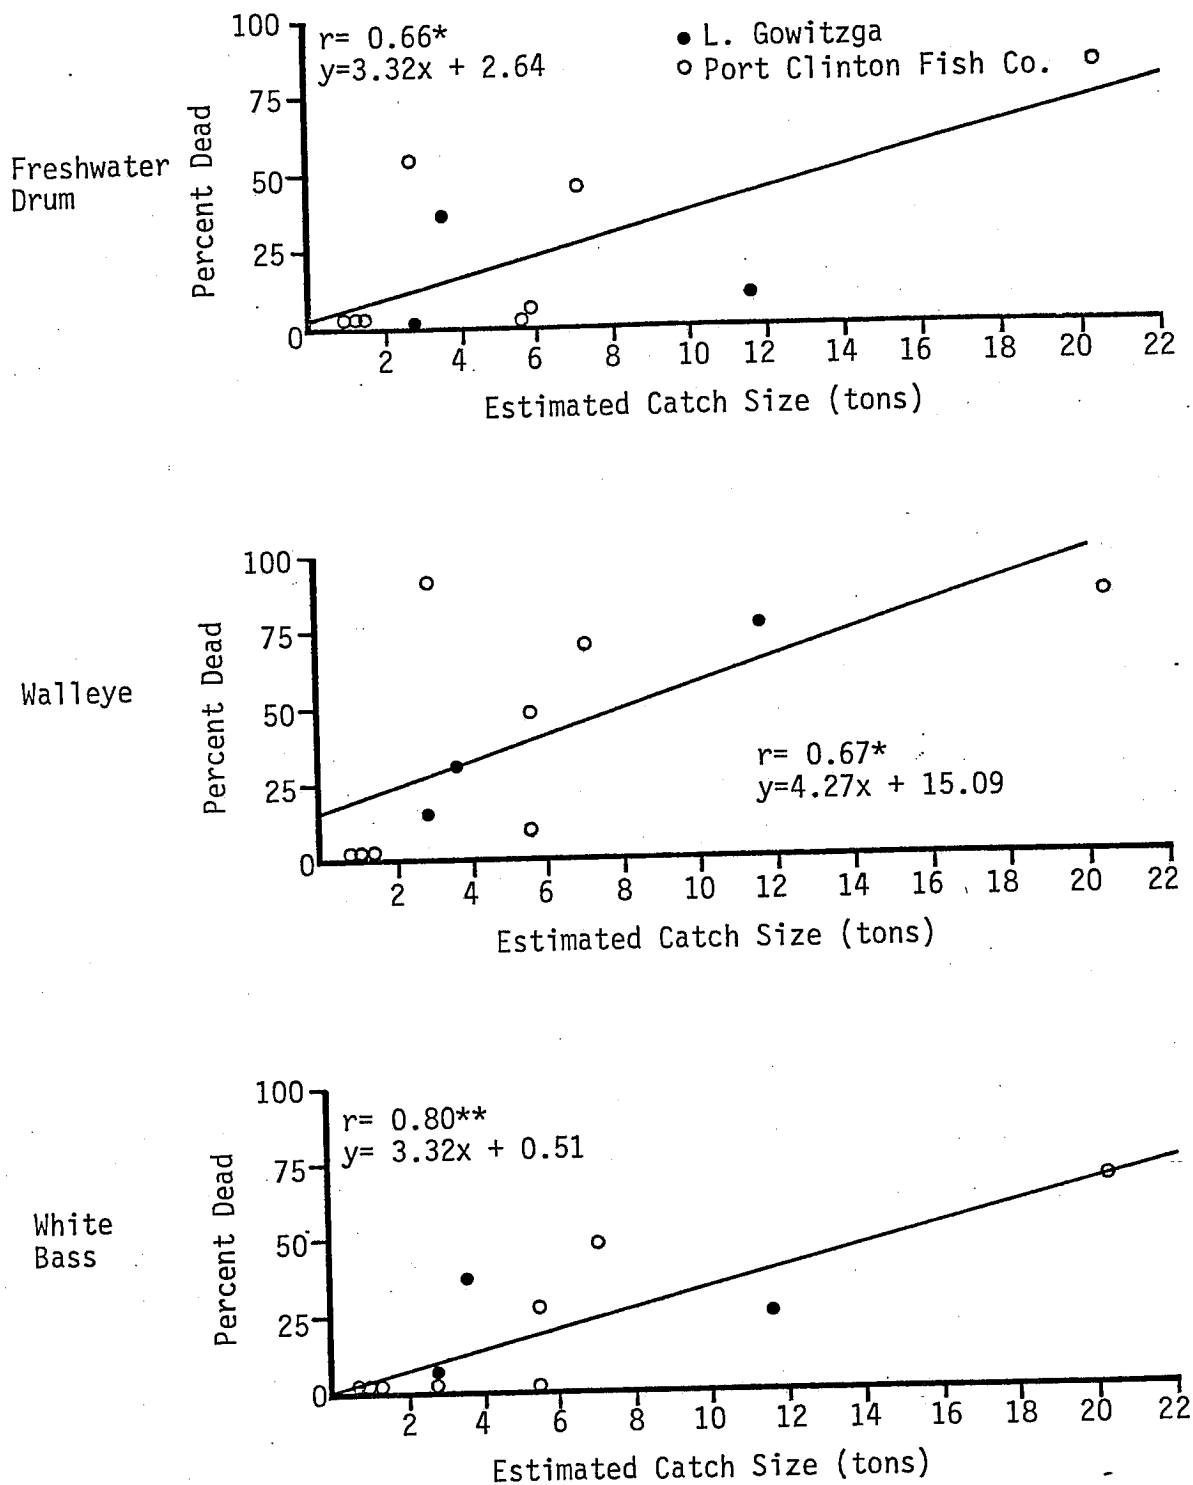 100
r= 0.66*
y=3.32x + 2.64
● L. Gowitzga
○ Port Clinton Fish Co.
75
50
25
0
Percent Dead
Freshwater
Drum
2 4 6 8 10 12 14 16 18 20 22
Estimated Catch Size (tons)
100
75
50
25
0
Percent Dead
Walleye
r= 0.67*
y=4.27x + 15.09
2 4 6 8 10 12 14 16 18 20 22
Estimated Catch Size (tons)
100
r= 0.80**
y= 3.32x + 0.51
75
50
25
0
Percent Dead
White
Bass
2 4 6 8 10 12 14 16 18 20 22
Estimated Catch Size (tons)